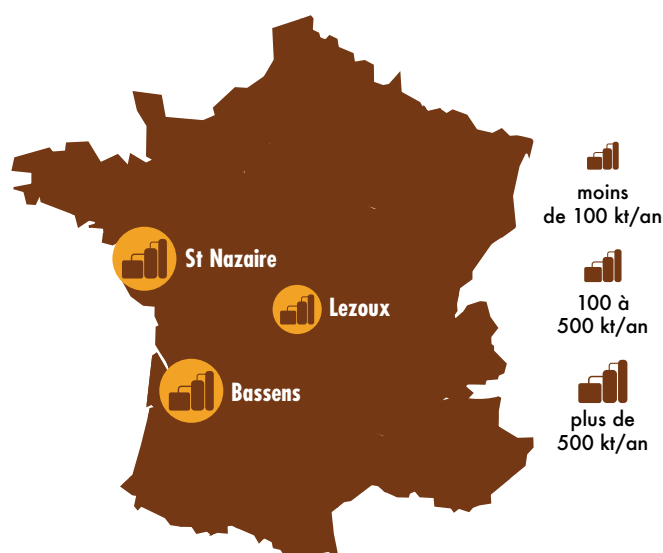 St Nazaire
Lezoux
Bassens
moins
de 100 kt/an
100 à
500 kt/an
plus de
500 kt/an